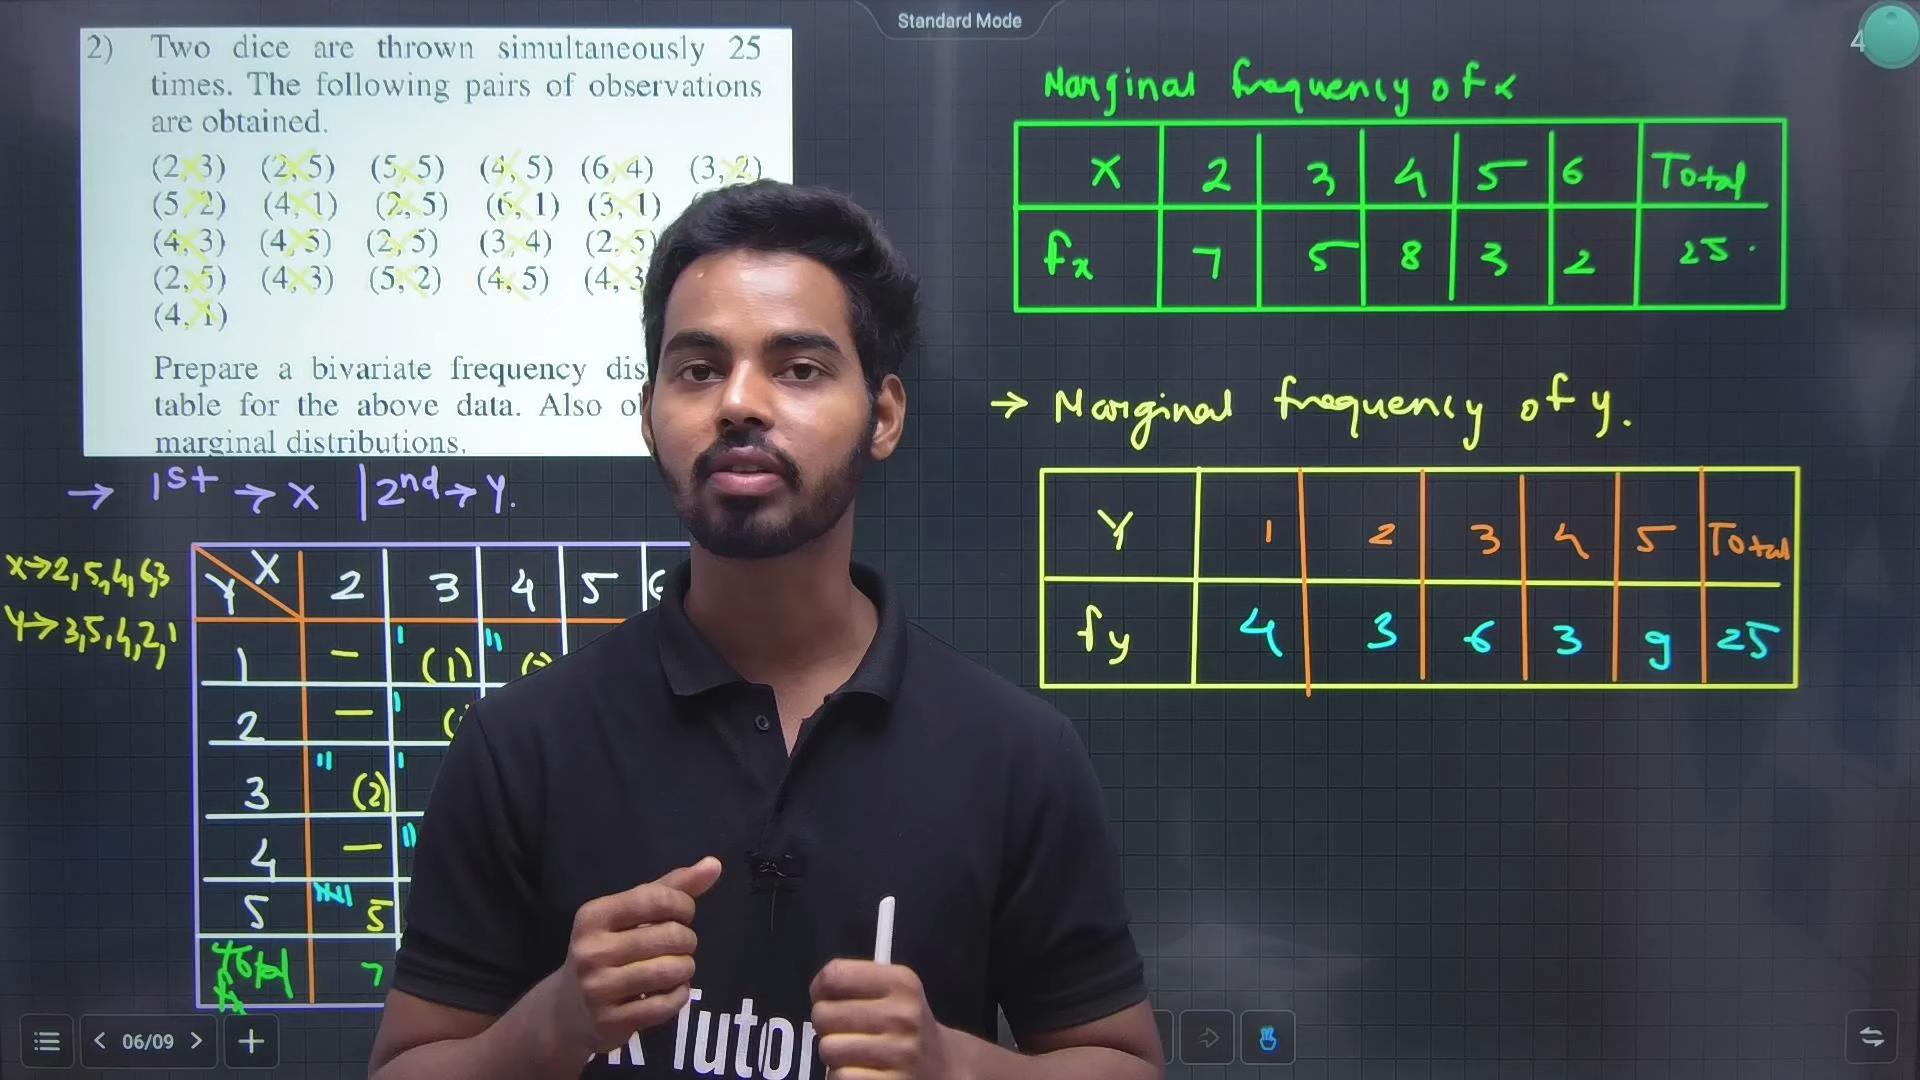 Standard Mode
4
2) Two dice are thrown simultaneously 25
times. The following pairs of observations
are obtained.
(2, 3) (2, 5) (5, 5) (4, 5) (6, 4) (3, 2)
(5, 2) (4, 1) (2, 5) (6, 1) (3, 1)
(4, 3) (4, 5) (2, 5) (3, 4) (2, 5)
(2, 5) (4, 3) (5, 2) (4, 5) (4, 3
(4, 1)
Prepare a bivariate frequency dis
table for the above data. Also
marginal distributions.
→ 1st → X | 2nd → Y.
X→2, 5, 4, 6, 3
Y→3, 5, 4, 2, 1
Y X 2 3 4 5 6
1 – (1)
2 –
3 (2)
4 –
5 5
Total 7
Marginal frequency of x
X 2 3 4 5 6 Total
fx 7 5 8 3 2 25
→ Marginal frequency of y.
Y 1 2 3 4 5 Total
fy 4 3 6 3 9 25
Tutor
06/09